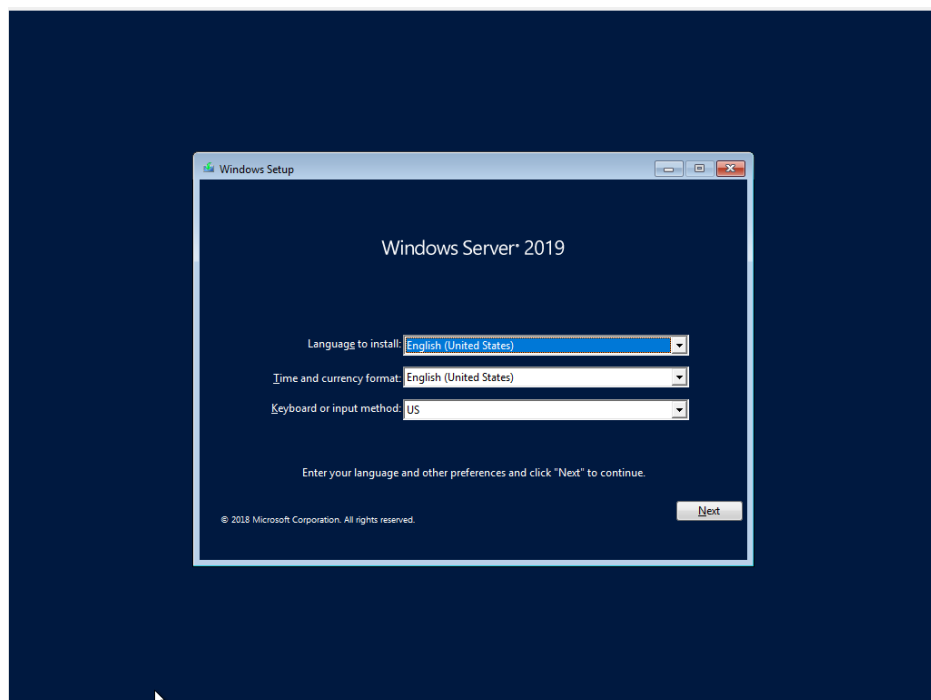 Windows Setup
Windows Server® 2019
Language to install: English (United States)
Time and currency format: English (United States)
Keyboard or input method: US
Enter your language and other preferences and click "Next" to continue.
Next
© 2018 Microsoft Corporation. All rights reserved.